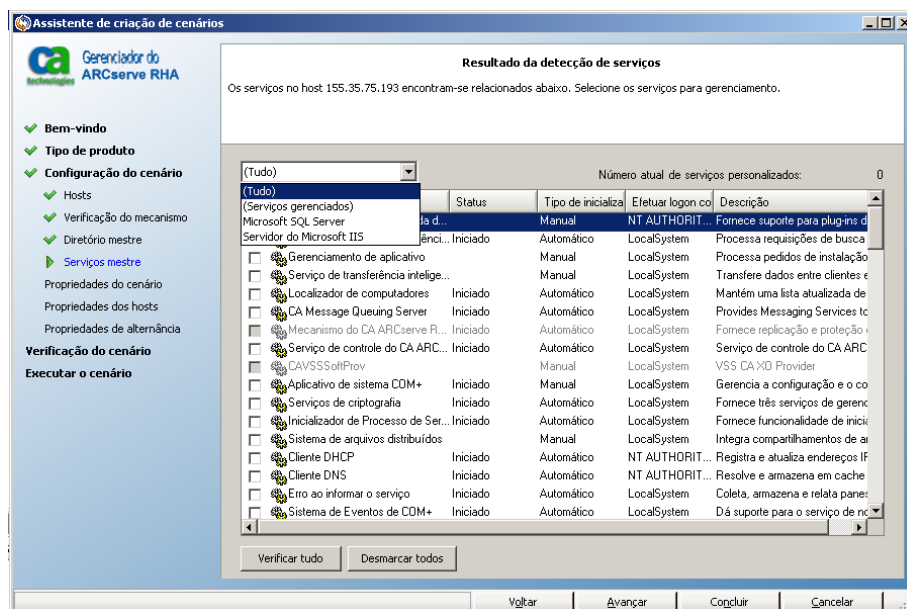 Assistente de criação de cenários
ca
technologies
Gerenciador do
ARCserve RHA
Resultado da detecção de serviços
Os serviços no host 155.35.75.193 encontram-se relacionados abaixo. Selecione os serviços para gerenciamento.
Bem-vindo
Tipo de produto
Configuração do cenário
Hosts
Verificação do mecanismo
Diretório mestre
Serviços mestre
Propriedades do cenário
Propriedades dos hosts
Propriedades de alternância
Verificação do cenário
Executar o cenário
(Tudo)
Número atual de serviços personalizados: 0
(Tudo)
(Serviços gerenciados)
Microsoft SQL Server
Servidor do Microsoft IIS
Status Tipo de inicializa Efetuar logon co Descrição
da d... Manual NT AUTHORIT... Fornece suporte para plug-ins d
ênci... Iniciado Automático LocalSystem Processa requisições de busca
Gerenciamento de aplicativo Manual LocalSystem Processa pedidos de instalação
Serviço de transferência intelige... Manual LocalSystem Transfere dados entre clientes e
Localizador de computadores Iniciado Automático LocalSystem Mantém uma lista atualizada de
CA Message Queuing Server Iniciado Automático LocalSystem Provides Messaging Services to
Mecanismo do CA ARCserve R... Iniciado Automático LocalSystem Fornece replicação e proteção
Serviço de controle do CA ARC... Iniciado Automático LocalSystem Serviço de controle do CA ARC
CAVSSSoftProv Manual LocalSystem VSS CA XO Provider
Aplicativo de sistema COM+ Iniciado Manual LocalSystem Gerencia a configuração e o co
Serviços de criptografia Iniciado Automático LocalSystem Fornece três serviços de gerenc
Inicializador de Processo de Ser... Iniciado Automático LocalSystem Fornece funcionalidade de inicia
Sistema de arquivos distribuídos Manual LocalSystem Integra compartilhamentos de a
Cliente DHCP Iniciado Automático NT AUTHORIT... Registra e atualiza endereços IF
Cliente DNS Iniciado Automático NT AUTHORIT... Resolve e armazena em cache
Erro ao informar o serviço Iniciado Automático LocalSystem Coleta, armazena e relata panes
Sistema de Eventos de COM+ Iniciado Automático LocalSystem Dá suporte para o serviço de no
Verificar tudo Desmarcar todos
Voltar Avançar Concluir Cancelar